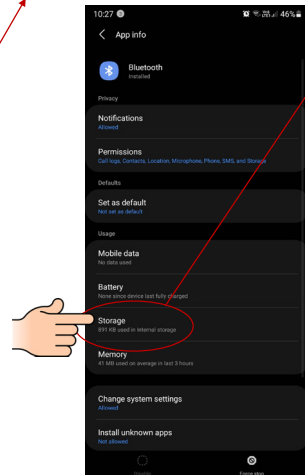 10:27
46%
App info
Bluetooth
Installed
Privacy
Notifications
Allowed
Permissions
Call logs, Contacts, Location, Microphone, Phone, SMS, and Storage
Defaults
Set as default
Not set as default
Usage
Mobile data
No data used
Battery
None since device last fully charged
Storage
891 KB used in Internal storage
Memory
41 MB used on average in last 3 hours
Change system settings
Allowed
Install unknown apps
Not allowed
Disable
Force stop